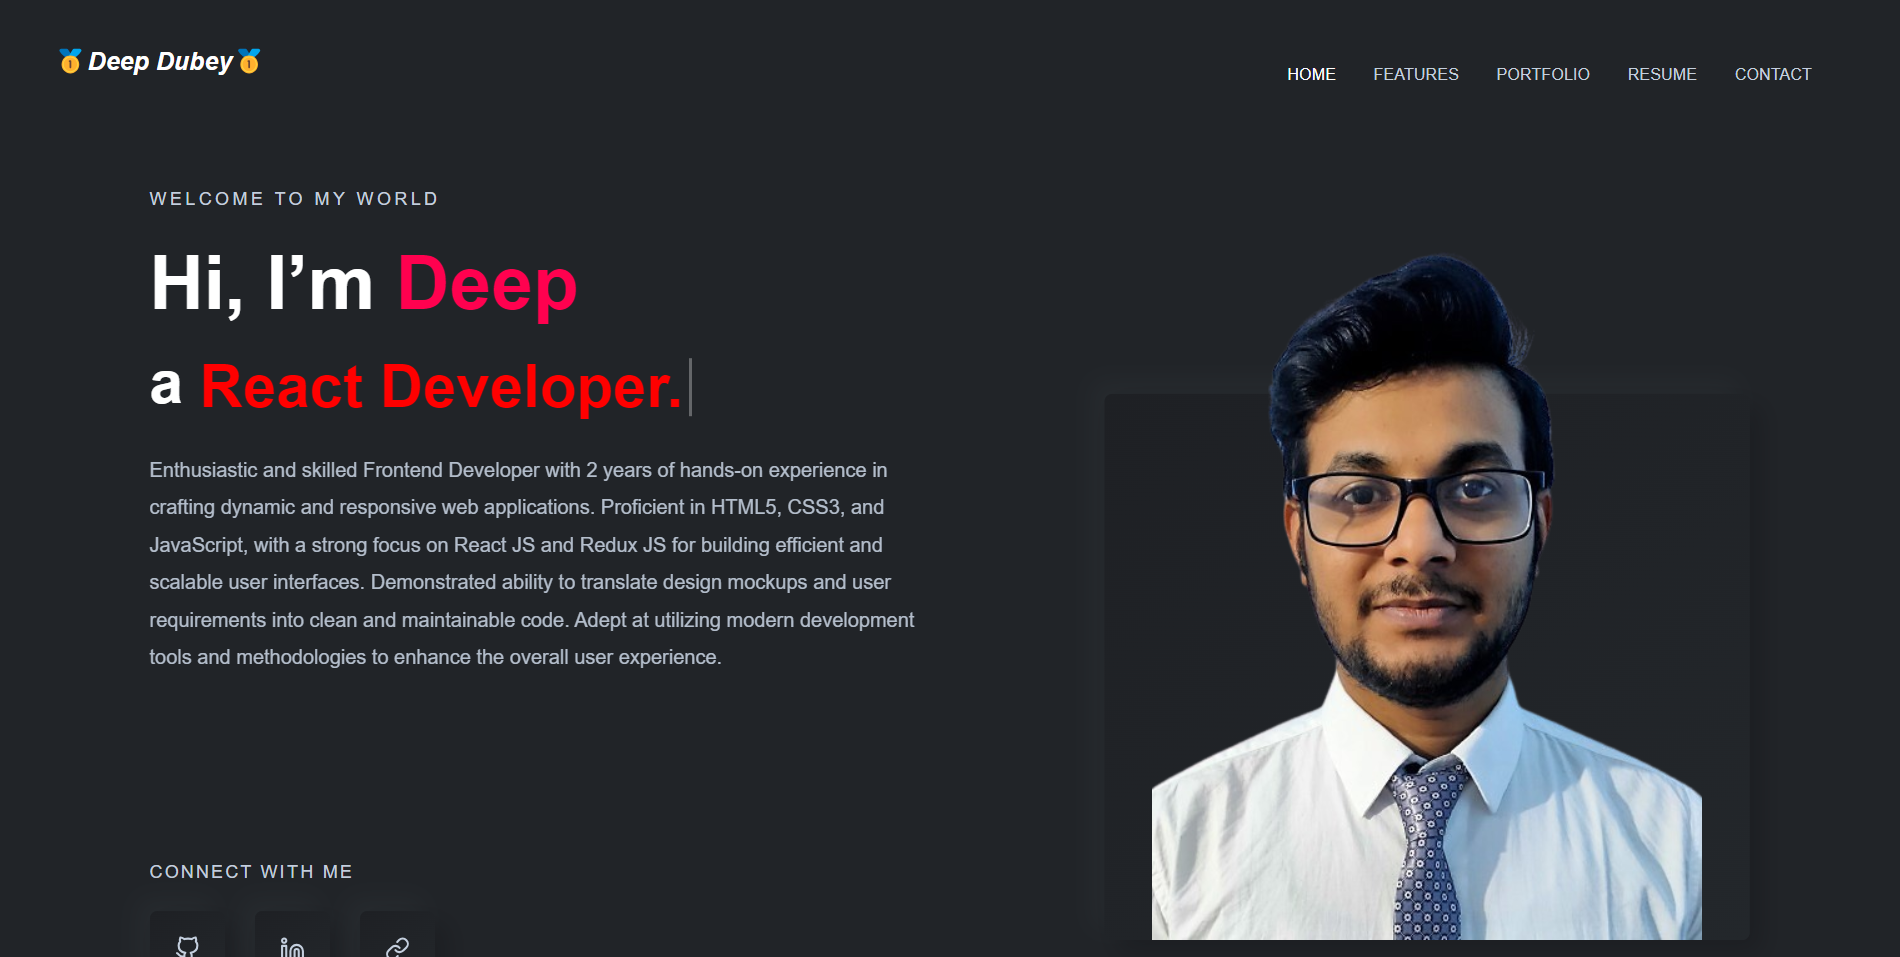 🥇Deep Dubey🥇
HOME FEATURES PORTFOLIO RESUME CONTACT
WELCOME TO MY WORLD
Hi, I’m Deep
a React Developer.
Enthusiastic and skilled Frontend Developer with 2 years of hands-on experience in
crafting dynamic and responsive web applications. Proficient in HTML5, CSS3, and
JavaScript, with a strong focus on React JS and Redux JS for building efficient and
scalable user interfaces. Demonstrated ability to translate design mockups and user
requirements into clean and maintainable code. Adept at utilizing modern development
tools and methodologies to enhance the overall user experience.
CONNECT WITH ME